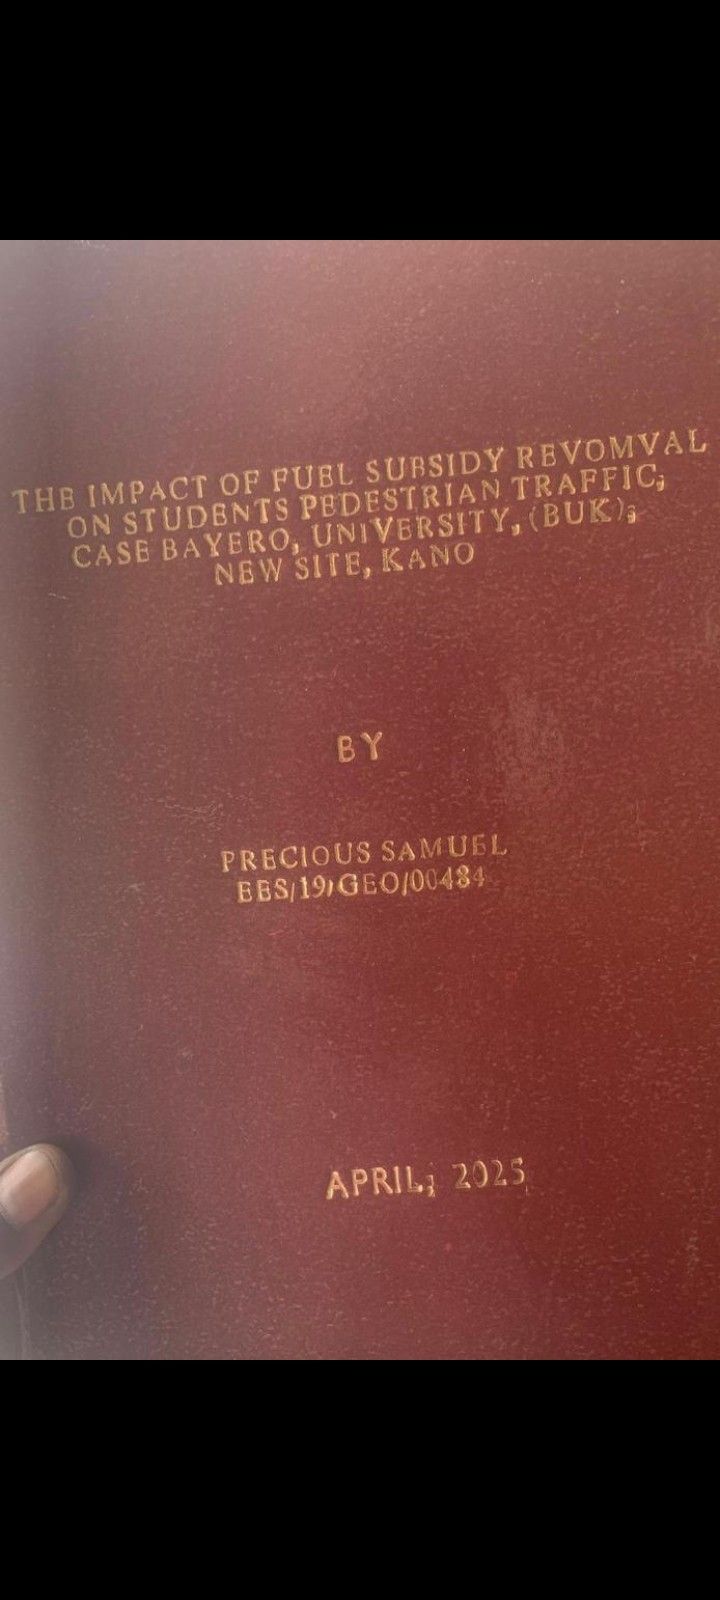 THE IMPACT OF FUEL SUBSIDY REVOMVAL
ON STUDENTS PEDESTRIAN TRAFFIC;
CASE BAYERO, UNIVERSITY, (BUK);
NEW SITE, KANO
BY
PRECIOUS SAMUEL
EES/19/GEO/00484
APRIL; 2025